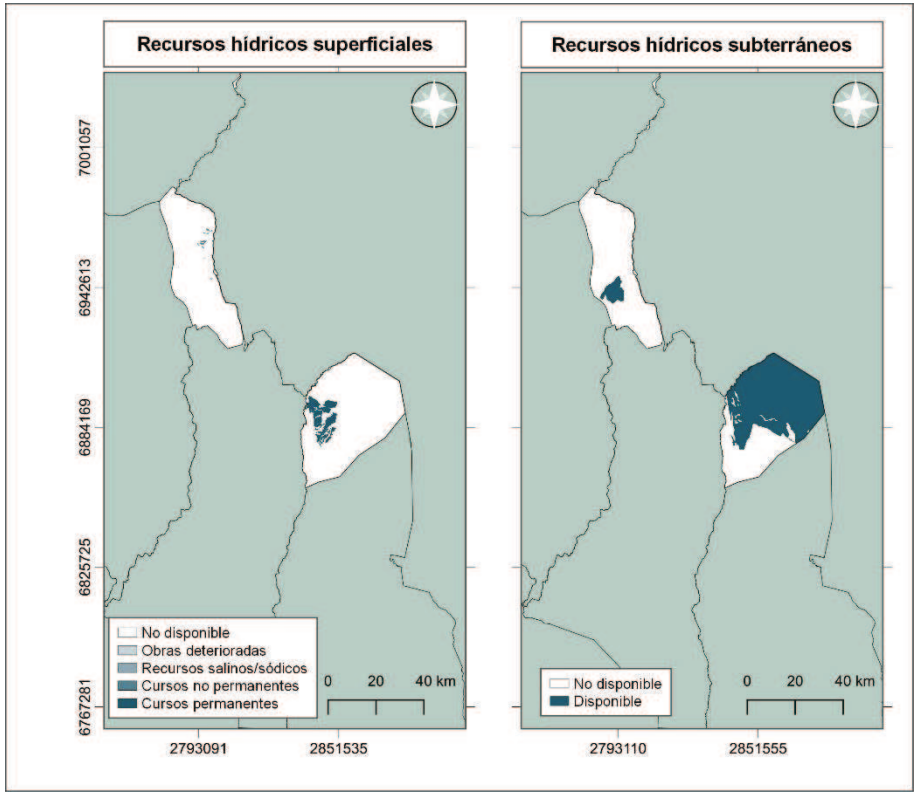 Recursos hídricos superficiales
Recursos hídricos subterráneos
7001057
6942613
6884169
6825725
6767281
No disponible
Obras deterioradas
Recursos salinos/sódicos
Cursos no permanentes
Cursos permanentes
0 20 40 km
2793091
2851535
No disponible
Disponible
0 20 40 km
2793110
2851555